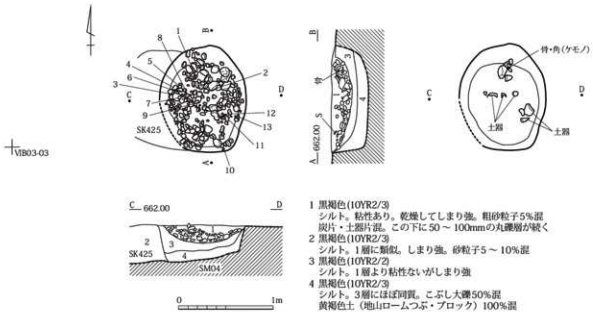 B
8
1
5
4
6
3
C
7
9
SK425
2
D
12
13
11
A
10
VIB03-03
B
3
骨
1
4
S
A
662.00
骨・角(ケモノ)
C
D
土器
土器
C
662.00
D
2
1
3
4
SK425
SM04
0
1m
1 黒褐色(10YR2/3)
シルト。粘性あり。乾燥してしまり強。粗砂粒子5%混
炭片・土器片混。この下に50～100mmの丸礫層が続く
2 黒褐色(10YR2/3)
シルト。1層に類似。しまり強。砂粒子5～10%混
3 黒褐色(10YR2/2)
シルト。1層より粘性ないがしまり強
4 黒褐色(10YR2/3)
シルト。3層にほぼ同質。こぶし大礫50%混
黄褐色土（地山ロームつぶ・ブロック）100%混